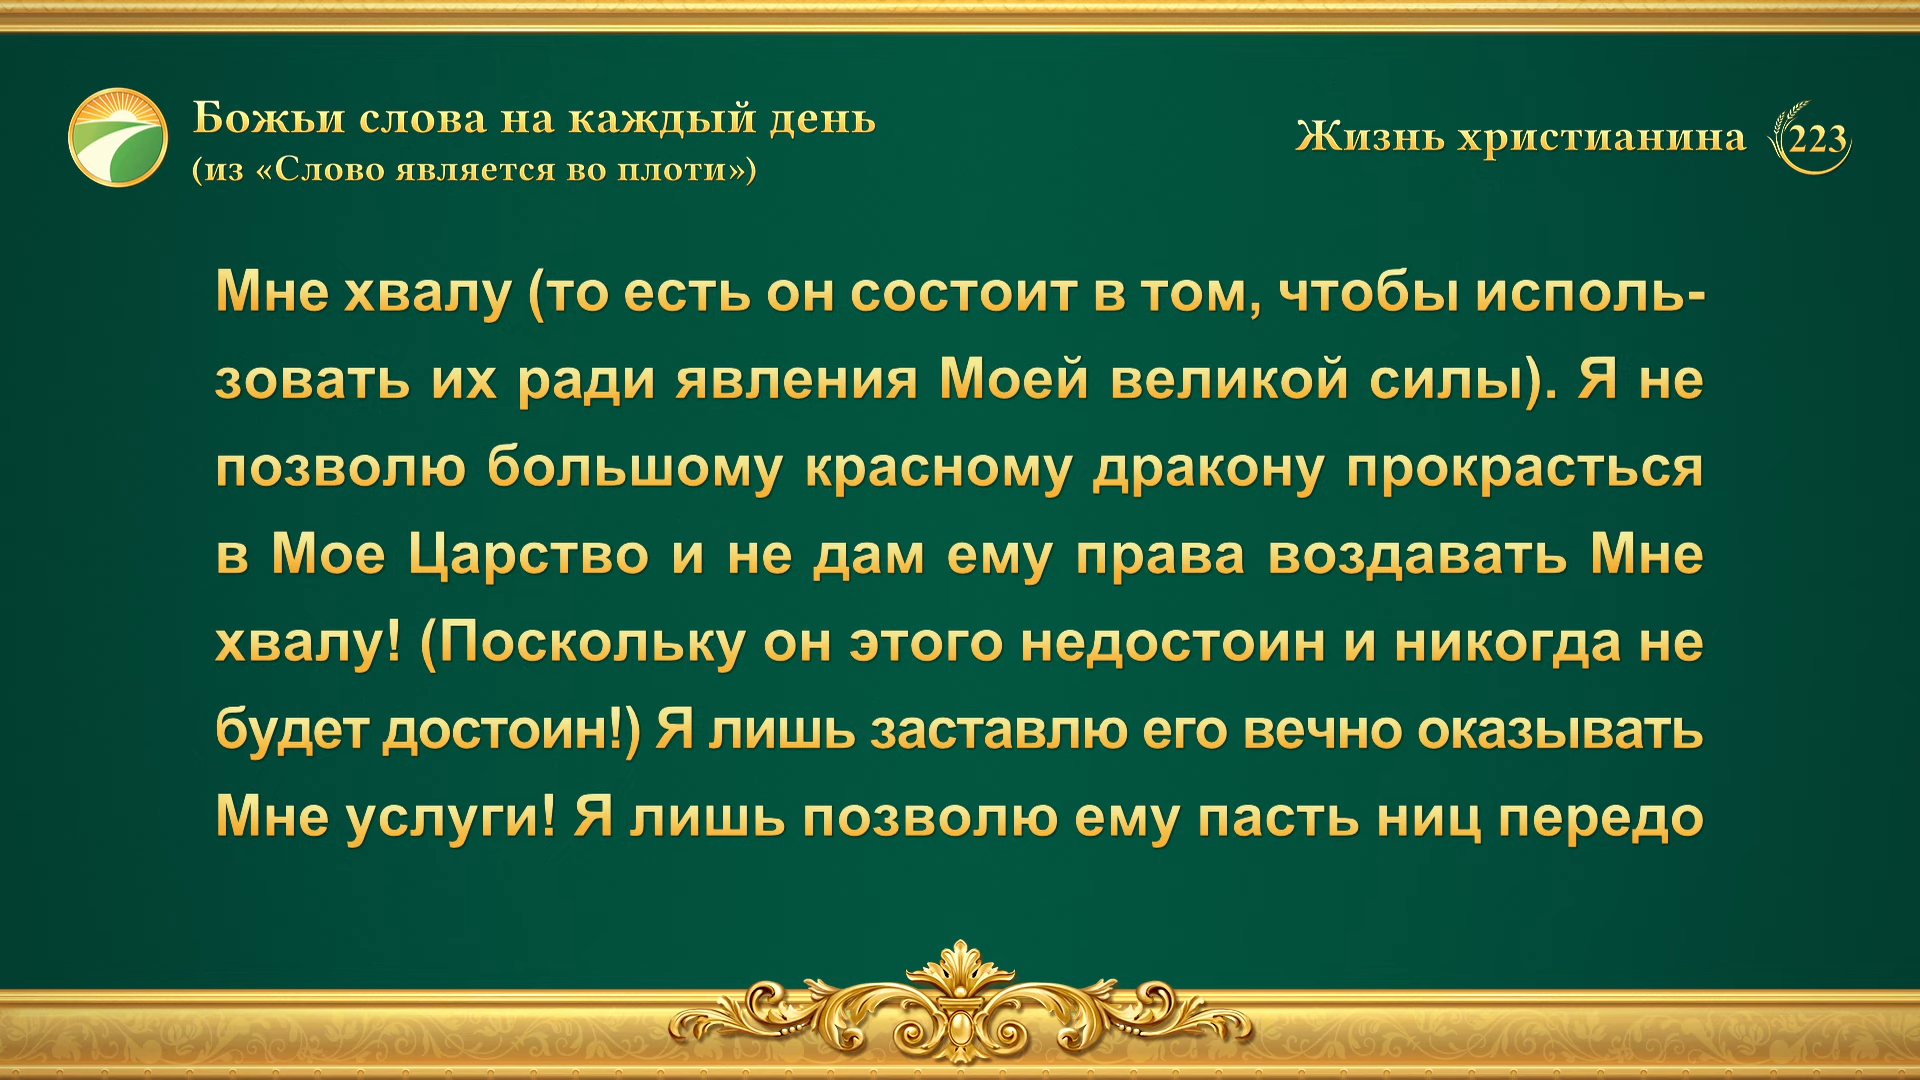 Божьи слова на каждый день
(из «Слово является во плоти»)
Жизнь христианина 223
Мне хвалу (то есть он состоит в том, чтобы исполь-
зовать их ради явления Моей великой силы). Я не
позволю большому красному дракону прокрасться
в Мое Царство и не дам ему права воздавать Мне
хвалу! (Поскольку он этого недостоин и никогда не
будет достоин!) Я лишь заставлю его вечно оказывать
Мне услуги! Я лишь позволю ему пасть ниц передо